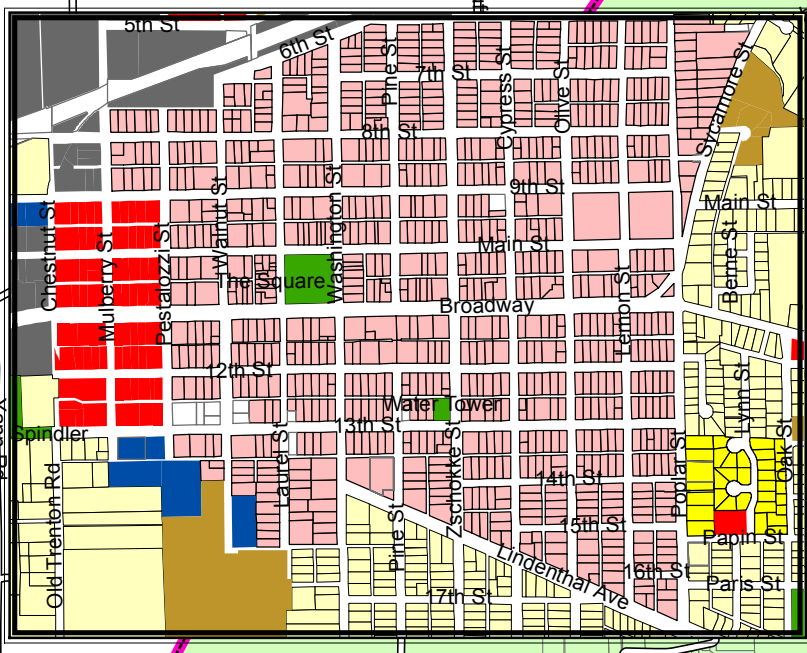 5th St
6th St
7th St
8th St
9th St
Main St
Main St
The Square
Broadway
12th St
Water Tower
13th St
Spindler
14th St
15th St
16th St
17th St
Papin St
Paris St
Chestnut St
Mulberry St
Pestalozzi St
Walnut St
Washington St
Pine St
Cypress St
Olive St
Sycamore St
Berne St
Lemon St
Lynn St
Oak St
Poplar St
Laurel St
Zschokke St
Pine St
Old Trenton Rd
Lindenthal Ave